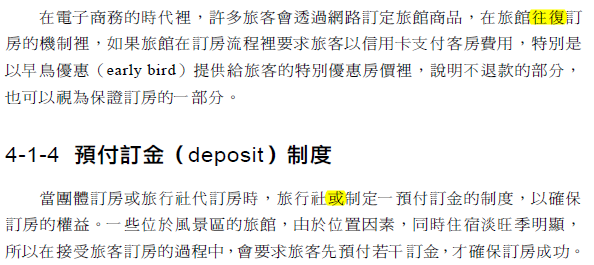 在電子商務的時代裡，許多旅客會透過網路訂定旅館商品，在旅館往復訂
房的機制裡，如果旅館在訂房流程裡要求旅客以信用卡支付客房費用，特別是
以早鳥優惠（early bird）提供給旅客的特別優惠房價裡，說明不退款的部分，
也可以視為保證訂房的一部分。
4-1-4 預付訂金（deposit）制度
當團體訂房或旅行社代訂房時，旅行社或制定一預付訂金的制度，以確保
訂房的權益。一些位於風景區的旅館，由於位置因素，同時住宿淡旺季明顯，
所以在接受旅客訂房的過程中，會要求旅客先預付若干訂金，才確保訂房成功。